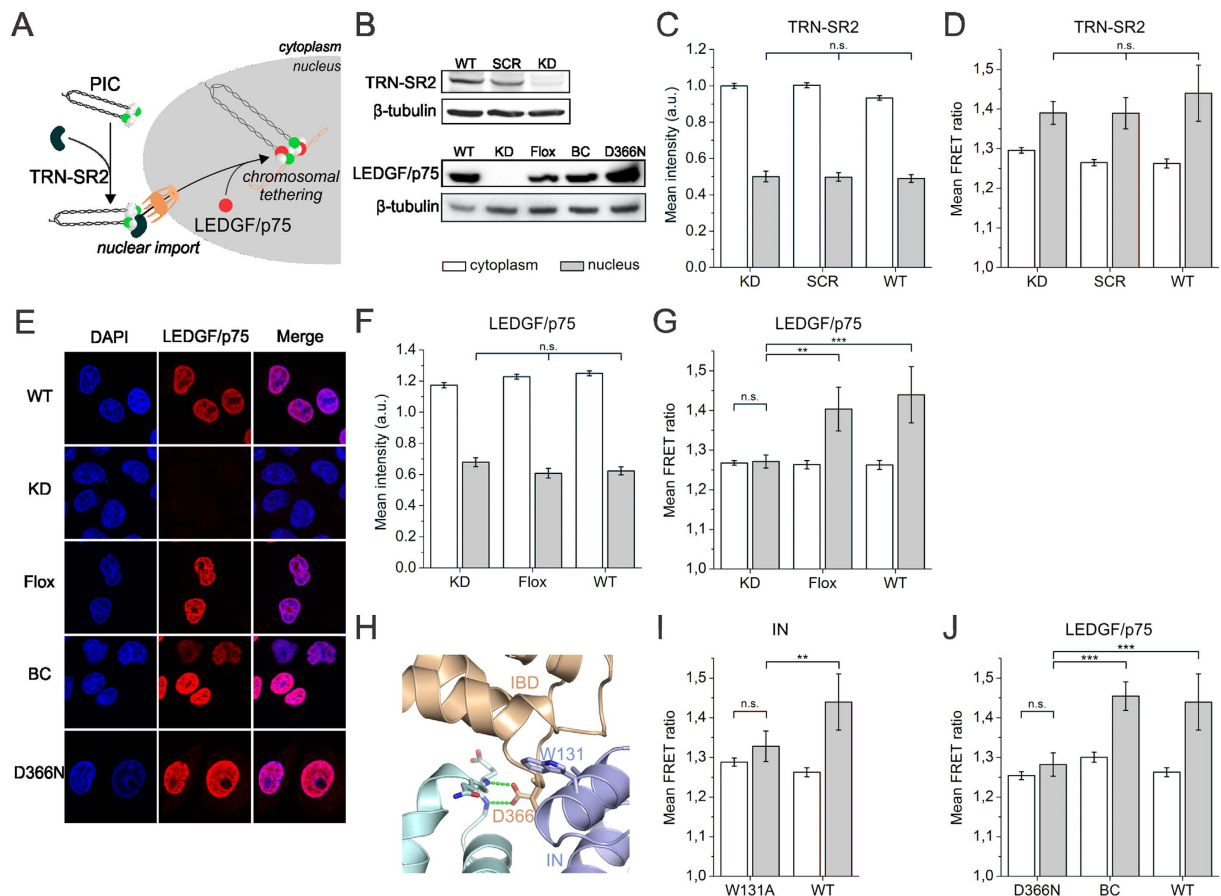 A
cytoplasm
nucleus
PIC
TRN-SR2
chromosomal
tethering
LEDGF/p75
nuclear import
B
WT SCR KD
TRN-SR2
β-tubulin
WT KD Flox BC D366N
LEDGF/p75
β-tubulin
cytoplasm nucleus
C
TRN-SR2
n.s.
Mean intensity (a.u.)
1.4
1.2
1.0
0.8
0.6
0.4
0.2
0.0
KD SCR WT
D
TRN-SR2
n.s.
Mean FRET ratio
1,5
1,4
1,3
1,2
1,1
1,0
KD SCR WT
E
DAPI LEDGF/p75 Merge
WT
KD
Flox
BC
D366N
F
LEDGF/p75
n.s.
Mean intensity (a.u.)
1.4
1.2
1.0
0.8
0.6
0.4
0.2
0.0
KD Flox WT
G
LEDGF/p75
***
**
n.s.
Mean FRET ratio
1,5
1,4
1,3
1,2
1,1
1,0
KD Flox WT
H
IBD
W131
D366
IN
I
IN
**
n.s.
Mean FRET ratio
1,5
1,4
1,3
1,2
1,1
1,0
W131A WT
J
LEDGF/p75
***
***
n.s.
Mean FRET ratio
1,5
1,4
1,3
1,2
1,1
1,0
D366N BC WT